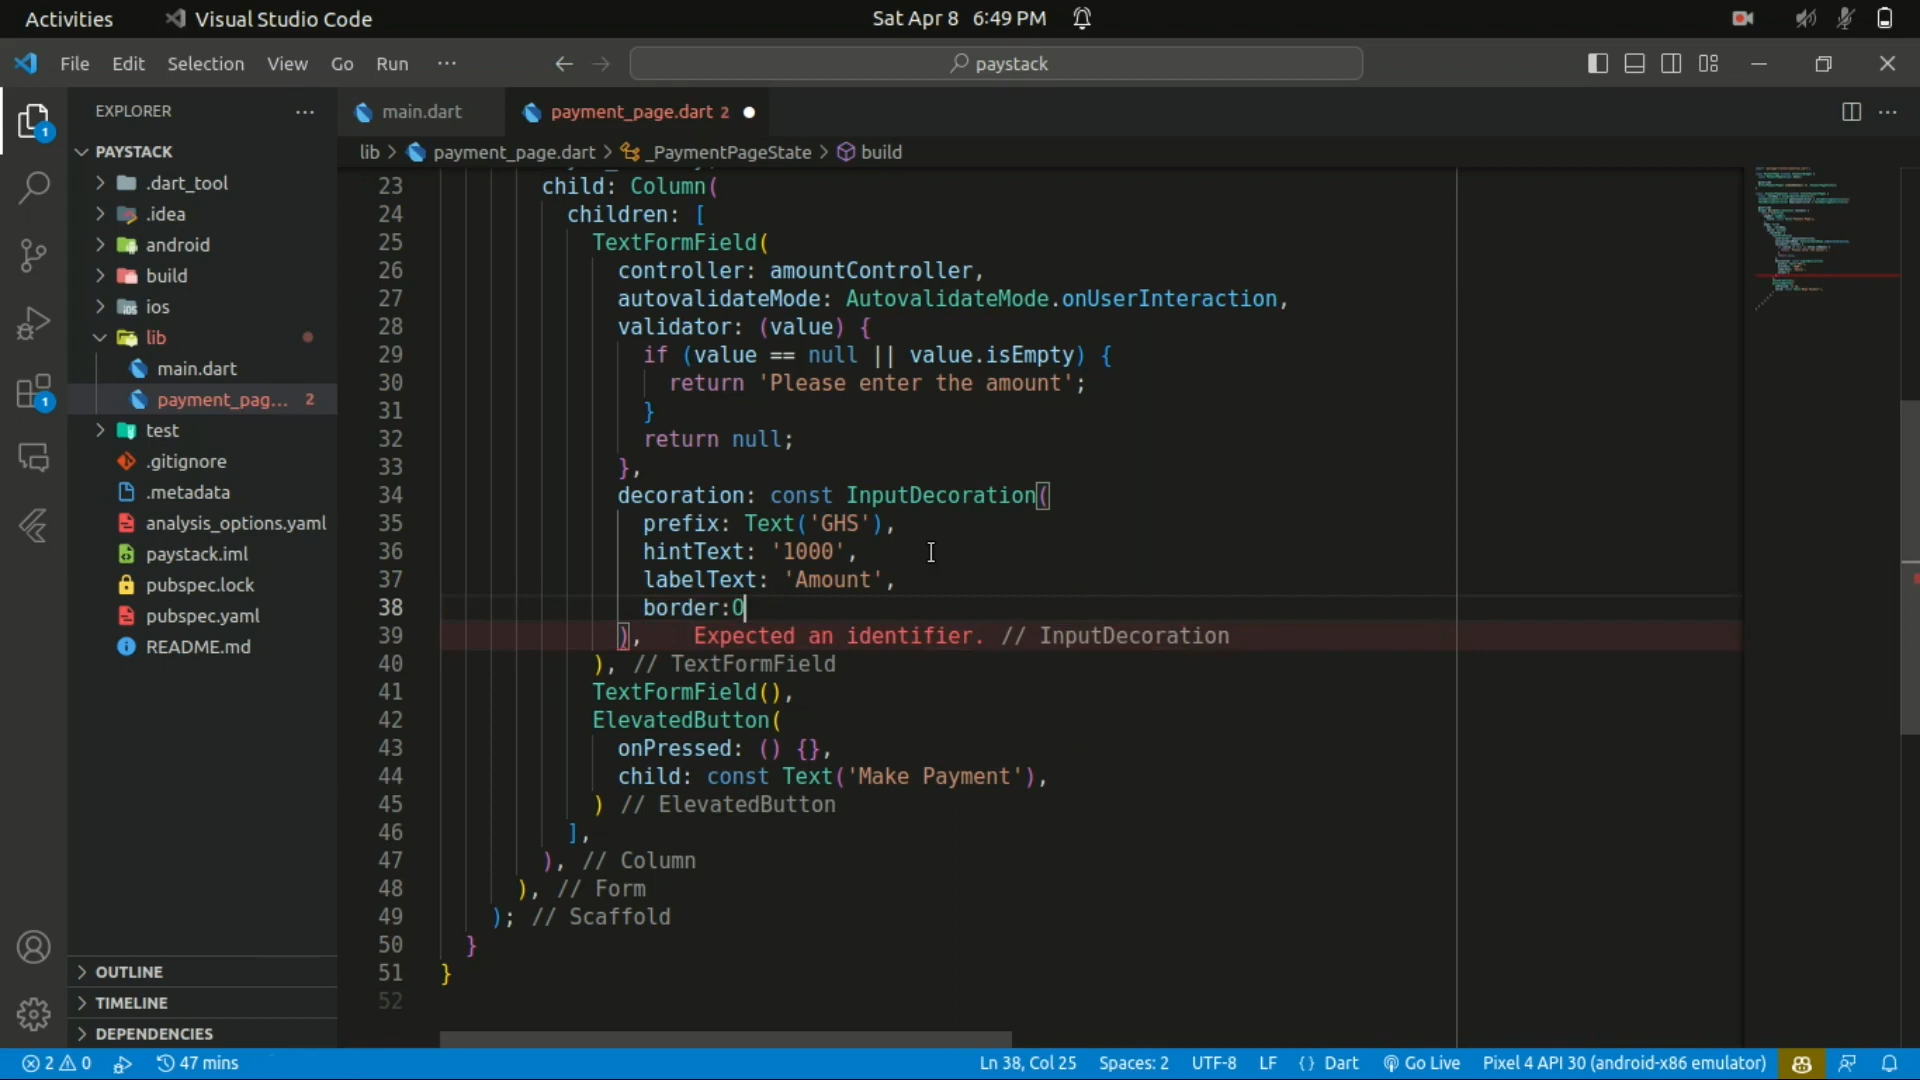 Activities Visual Studio Code Sat Apr 8 6:49 PM
File Edit Selection View Go Run ··· paystack
EXPLORER ··· main.dart payment_page.dart 2
lib > payment_page.dart > _PaymentPageState > build
PAYSTACK
.dart_tool
.idea
android
build
ios
lib
main.dart
payment_pag... 2
test
.gitignore
.metadata
analysis_options.yaml
paystack.iml
pubspec.lock
pubspec.yaml
README.md
OUTLINE
TIMELINE
DEPENDENCIES
1
1
23 child: Column(
24 children: [
25 TextFormField(
26 controller: amountController,
27 autovalidateMode: AutovalidateMode.onUserInteraction,
28 validator: (value) {
29 if (value == null || value.isEmpty) {
30 return 'Please enter the amount';
31 }
32 return null;
33 },
34 decoration: const InputDecoration(
35 prefix: Text('GHS'),
36 hintText: '1000',
37 labelText: 'Amount',
38 border:O
39 ), Expected an identifier. // InputDecoration
40 ), // TextFormField
41 TextFormField(),
42 ElevatedButton(
43 onPressed: () {},
44 child: const Text('Make Payment'),
45 ) // ElevatedButton
46 ],
47 ), // Column
48 ), // Form
49 ); // Scaffold
50 }
51 }
52
2 0 47 mins Ln 38, Col 25 Spaces: 2 UTF-8 LF {} Dart Go Live Pixel 4 API 30 (android-x86 emulator)